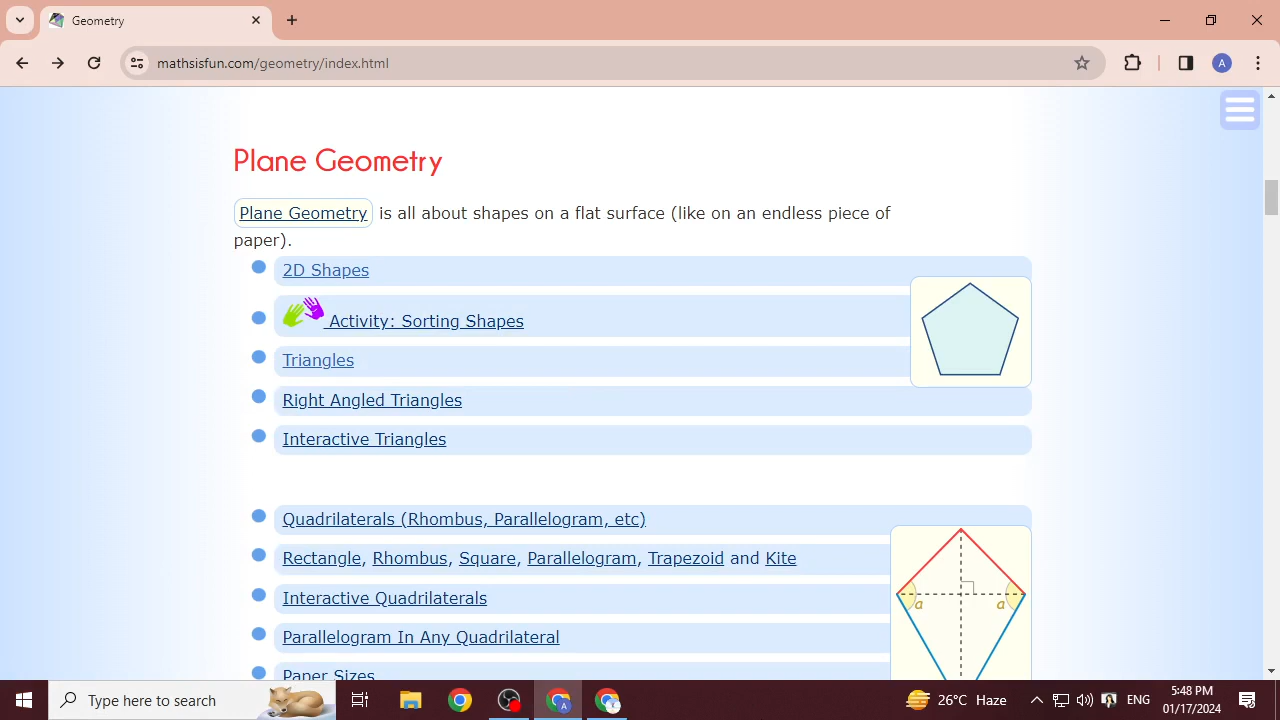 Geometry
mathsisfun.com/geometry/index.html
A
Plane Geometry
Plane Geometry is all about shapes on a flat surface (like on an endless piece of
paper).
2D Shapes
Activity: Sorting Shapes
Triangles
Right Angled Triangles
Interactive Triangles
Quadrilaterals (Rhombus, Parallelogram, etc)
Rectangle, Rhombus, Square, Parallelogram, Trapezoid and Kite
Interactive Quadrilaterals
a a
Parallelogram In Any Quadrilateral
Paper Sizes
Type here to search
A
26°C Haze
ENG
5:48 PM
01/17/2024